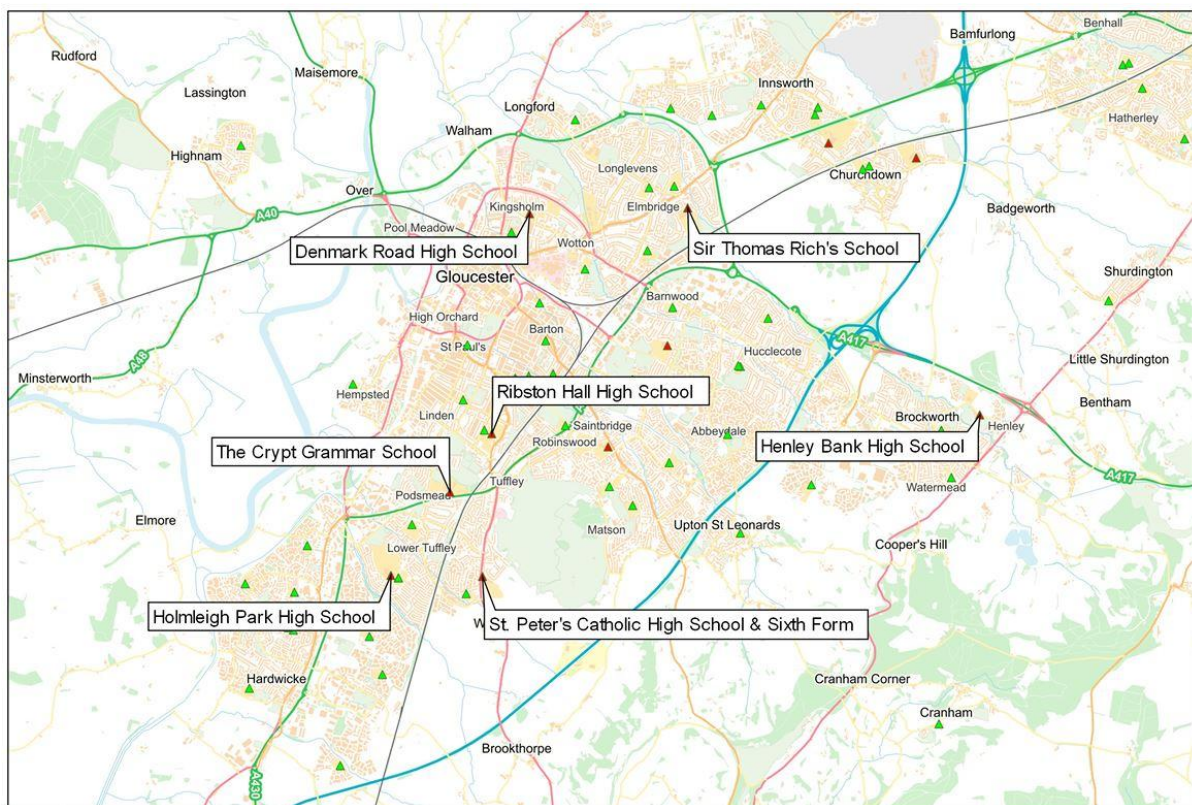 Rudford
Maisemore
Lassington
Longford
Innsworth
Bamfurlong
Benhall
Walham
Highnam
Longlevens
Hatherley
Churchdown
Over
A40
Kingsholm
Elmbridge
Badgeworth
Pool Meadow
Denmark Road High School
Wotton
Sir Thomas Rich's School
Gloucester
Shurdington
Barnwood
High Orchard
Barton
St Paul's
Hucclecote
A417
A48
Little Shurdington
Minsterworth
Hempsted
Ribston Hall High School
Bentham
Linden
Saintbridge
Brockworth
Robinswood
Abbeydale
Henley
The Crypt Grammar School
Henley Bank High School
Podsmead
Tuffley
Watermead
A417
Elmore
Matson
Upton St Leonards
Lower Tuffley
Cooper's Hill
Holmleigh Park High School
St. Peter's Catholic High School & Sixth Form
Hardwicke
Cranham Corner
Cranham
Brookthorpe
A430